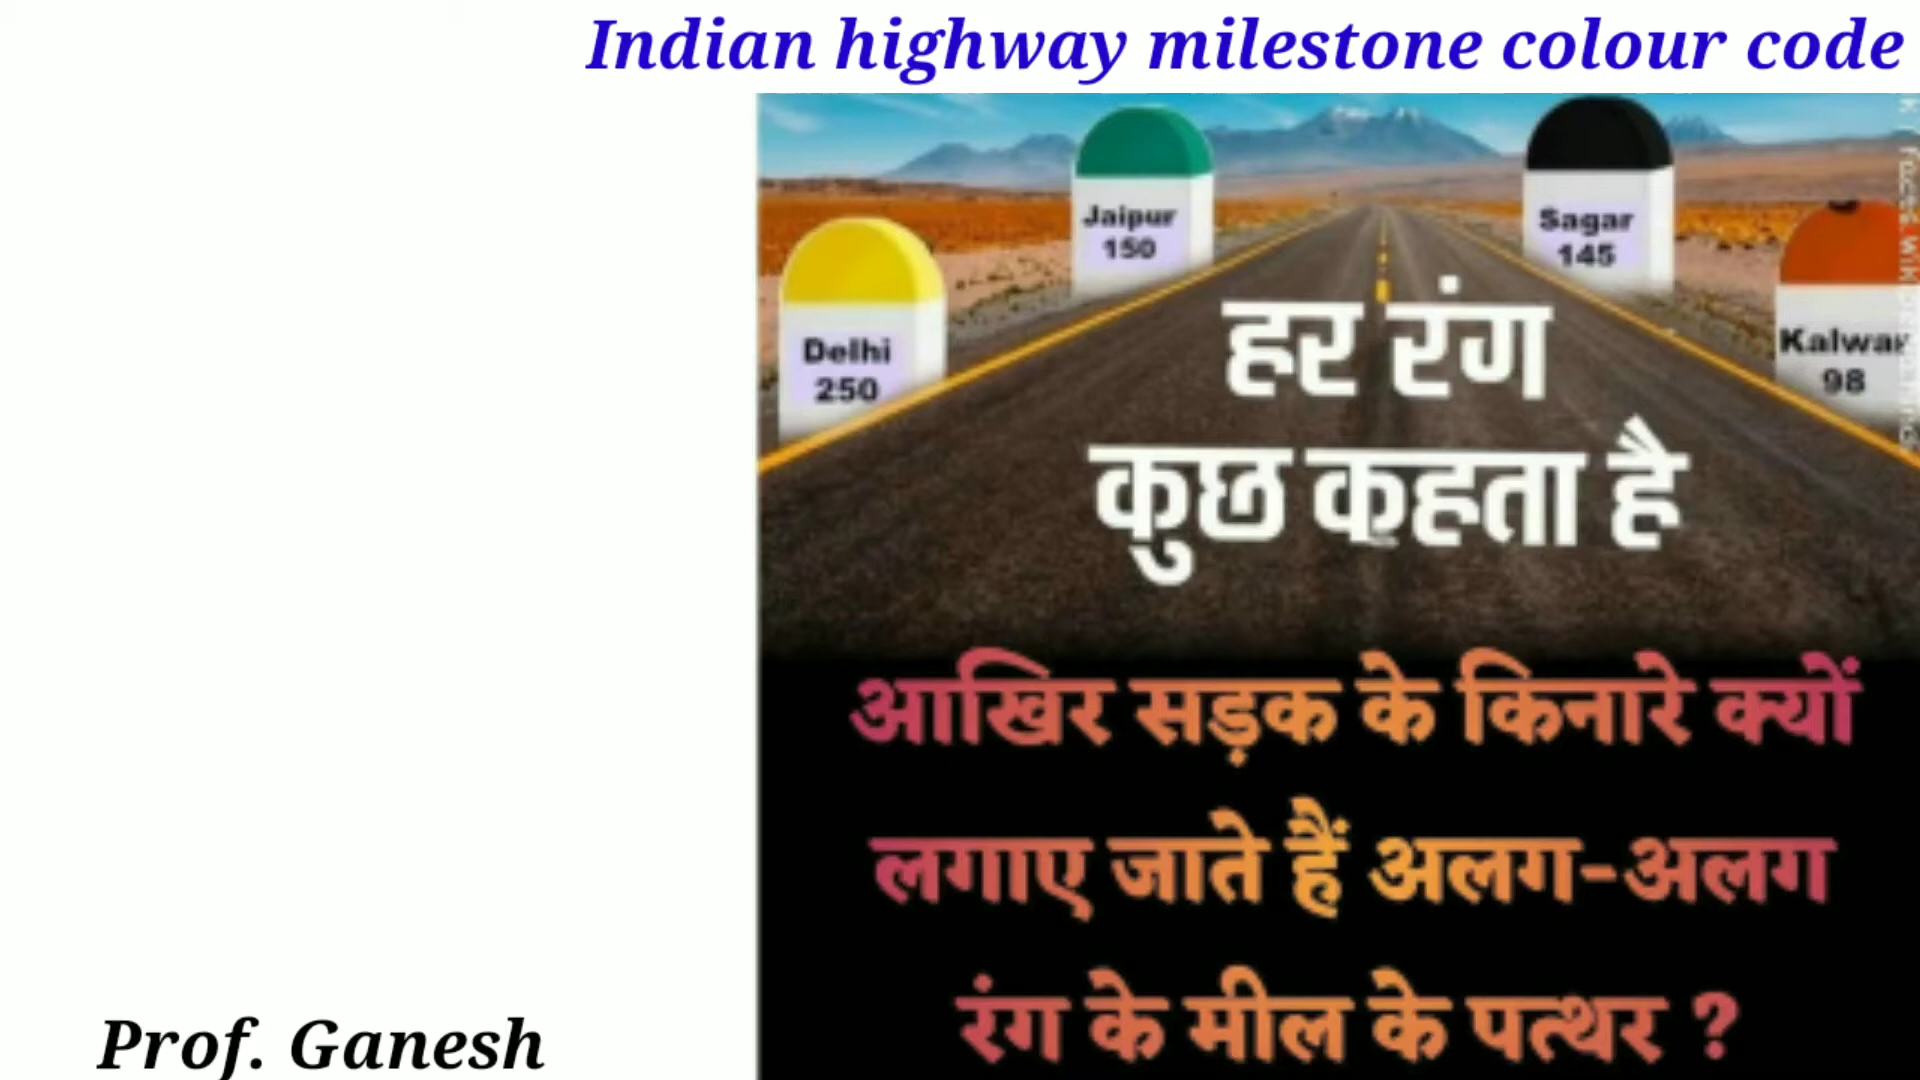 Indian highway milestone colour code
Jaipur
150
Sagar
145
Delhi
250
Kalwar
98
हर रंग
कुछ कहता है
आखिर सड़क के किनारे क्यों
लगाए जाते हैं अलग-अलग
रंग के मील के पत्थर ?
Prof. Ganesh